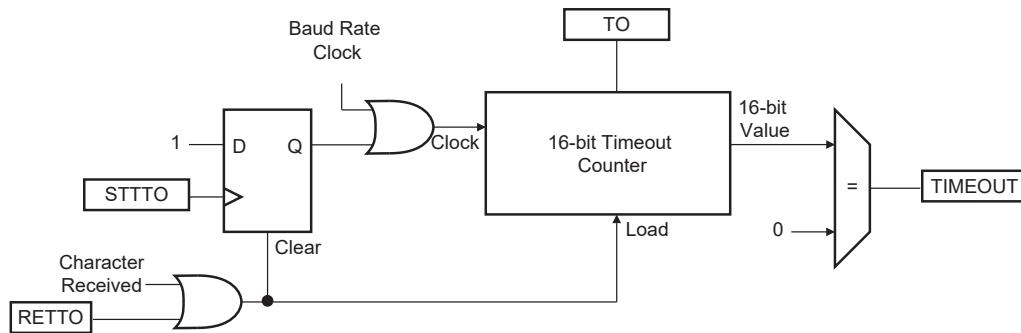 Baud Rate
Clock
TO
1
D
Q
Clock
16-bit Timeout
Counter
16-bit
Value
=
TIMEOUT
STTTO
Clear
Load
0
Character
Received
RETTO